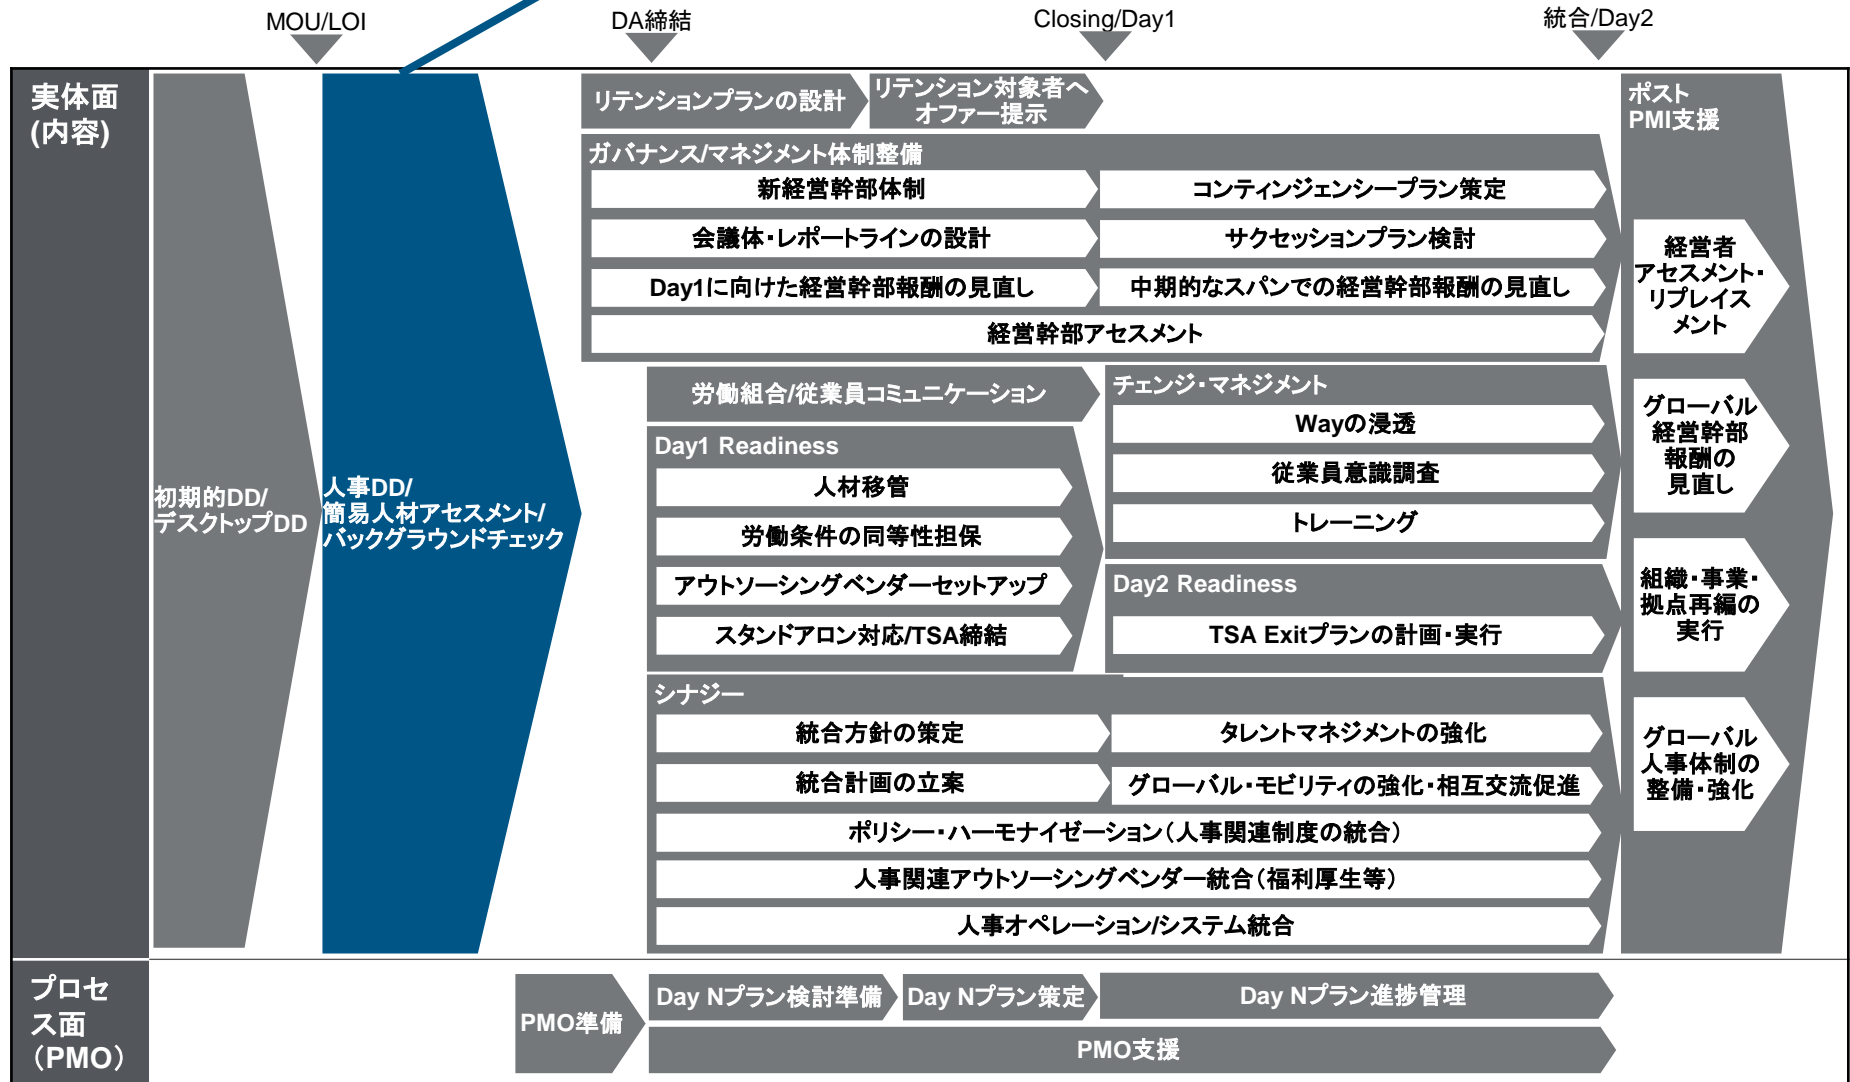 MOU/LOI
DA締結
Closing/Day1
統合/Day2
実体面
(内容)
初期的DD/
デスクトップDD
人事DD/
簡易人材アセスメント/
バックグラウンドチェック
リテンションプランの設計
リテンション対象者へ
オファー提示
ガバナンス/マネジメント体制整備
新経営幹部体制
コンティンジェンシープラン策定
会議体・レポートラインの設計
サクセッションプラン検討
Day1に向けた経営幹部報酬の見直し
中期的なスパンでの経営幹部報酬の見直し
経営幹部アセスメント
労働組合/従業員コミュニケーション
Day1 Readiness
人材移管
労働条件の同等性担保
アウトソーシングベンダーセットアップ
スタンドアロン対応/TSA締結
チェンジ・マネジメント
Wayの浸透
従業員意識調査
トレーニング
Day2 Readiness
TSA Exitプランの計画・実行
シナジー
統合方針の策定
タレントマネジメントの強化
統合計画の立案
グローバル・モビリティの強化・相互交流促進
ポリシー・ハーモナイゼーション（人事関連制度の統合）
人事関連アウトソーシングベンダー統合（福利厚生等）
人事オペレーション/システム統合
ポスト
PMI支援
経営者
アセスメント・
リプレイス
メント
グローバル
経営幹部
報酬の
見直し
組織・事業・
拠点再編の
実行
グローバル
人事体制の
整備・強化
プロセ
ス面
（PMO）
PMO準備
Day Nプラン検討準備
Day Nプラン策定
Day Nプラン進捗管理
PMO支援